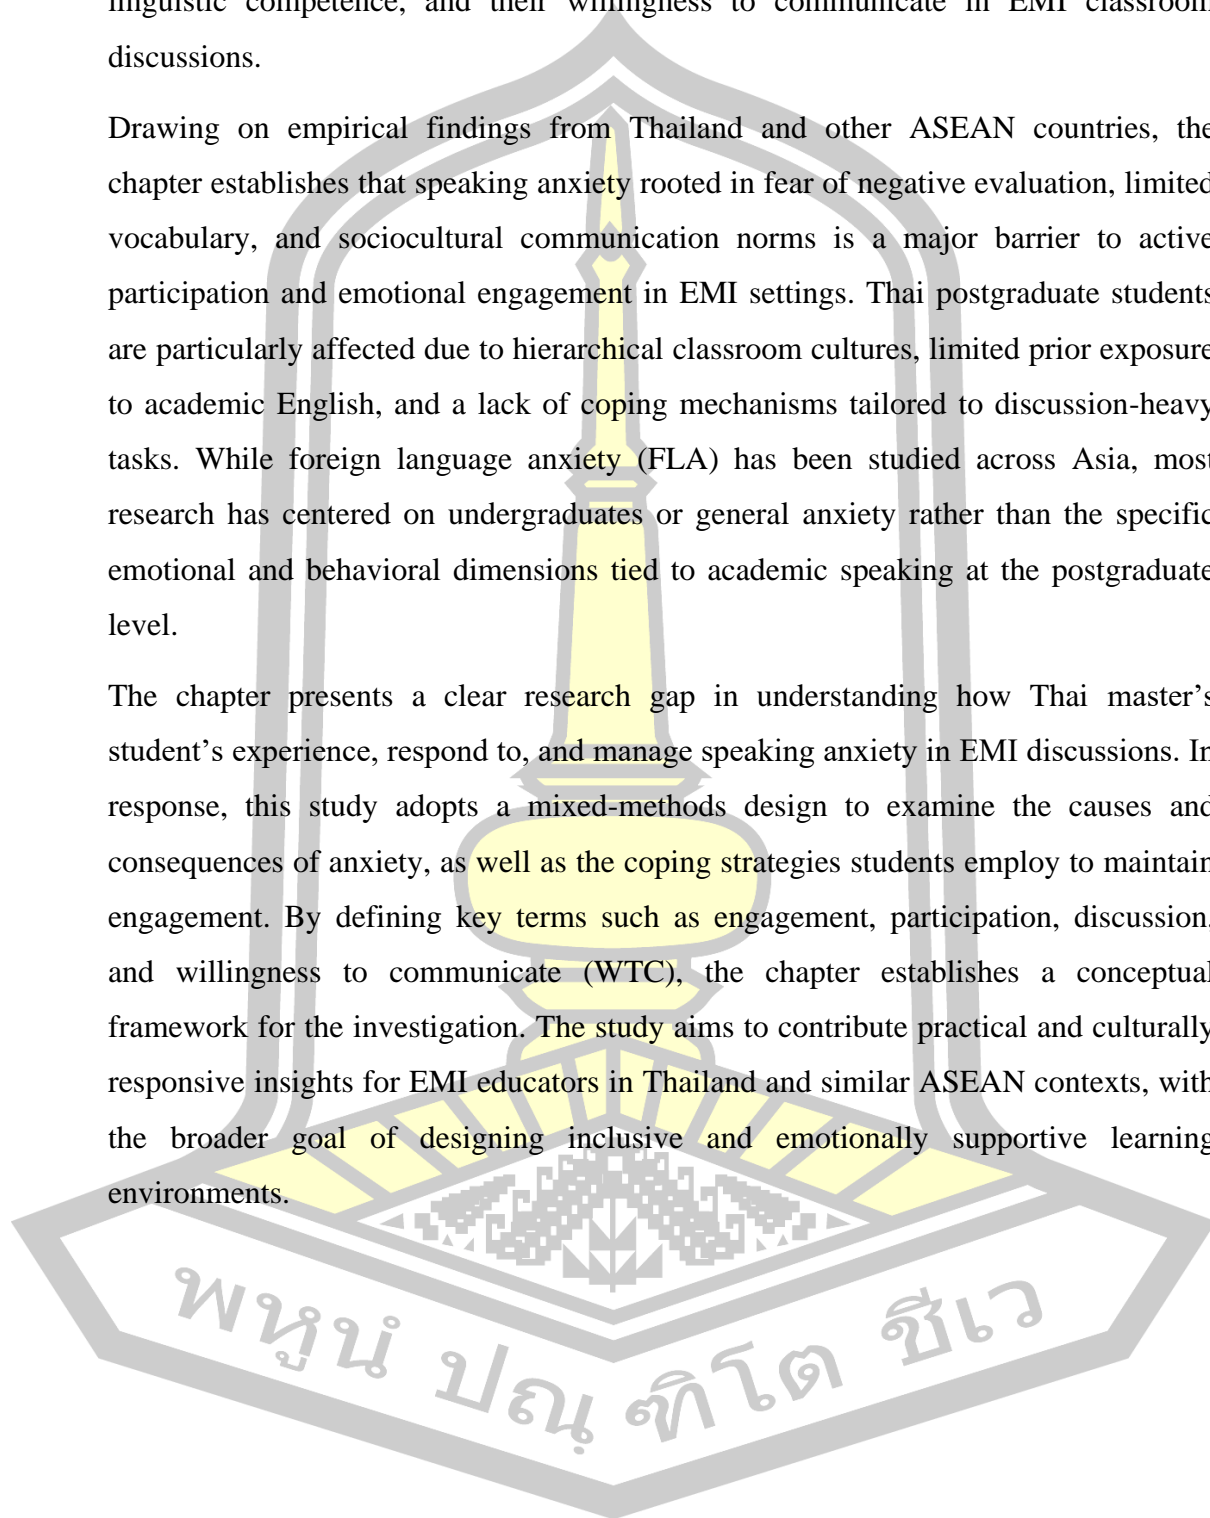 linguistic competence, and their willingness to communicate in EMI classroom
discussions.
Drawing on empirical findings from Thailand and other ASEAN countries, the
chapter establishes that speaking anxiety rooted in fear of negative evaluation, limited
vocabulary, and sociocultural communication norms is a major barrier to active
participation and emotional engagement in EMI settings. Thai postgraduate students
are particularly affected due to hierarchical classroom cultures, limited prior exposure
to academic English, and a lack of coping mechanisms tailored to discussion-heavy
tasks. While foreign language anxiety (FLA) has been studied across Asia, most
research has centered on undergraduates or general anxiety rather than the specific
emotional and behavioral dimensions tied to academic speaking at the postgraduate
level.
The chapter presents a clear research gap in understanding how Thai master's
student's experience, respond to, and manage speaking anxiety in EMI discussions. In
response, this study adopts a mixed-methods design to examine the causes and
consequences of anxiety, as well as the coping strategies students employ to maintain
engagement. By defining key terms such as engagement, participation, discussion,
and willingness to communicate (WTC), the chapter establishes a conceptual
framework for the investigation. The study aims to contribute practical and culturally
responsive insights for EMI educators in Thailand and similar ASEAN contexts, with
the broader goal of designing inclusive and emotionally supportive learning
environments.
พหูนํ ปณฺฑิโต ชีเว